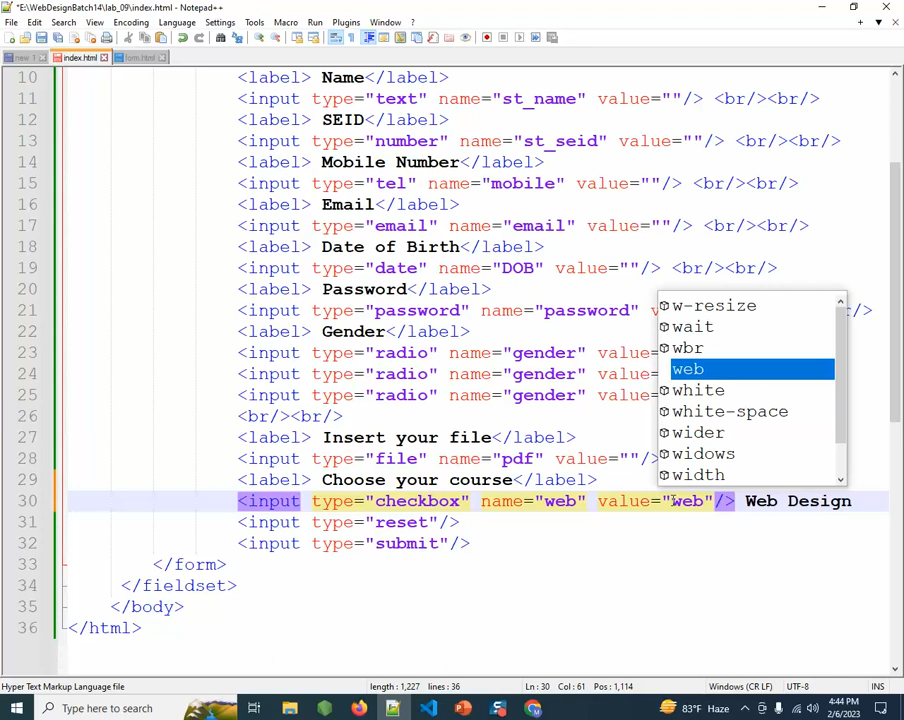 *E:\WebDesignBatch14\lab_09\index.html - Notepad++
File Edit Search View Encoding Language Settings Tools Macro Run Plugins Window ?
new 1 index.html form.html
10 <label> Name</label>
11 <input type="text" name="st_name" value=""/> <br/><br/>
12 <label> SEID</label>
13 <input type="number" name="st_seid" value=""/> <br/><br/>
14 <label> Mobile Number</label>
15 <input type="tel" name="mobile" value=""/> <br/><br/>
16 <label> Email</label>
17 <input type="email" name="email" value=""/> <br/><br/>
18 <label> Date of Birth</label>
19 <input type="date" name="DOB" value=""/> <br/><br/>
20 <label> Password</label>
21 <input type="password" name="password" /> 
22 <label> Gender</label>
23 <input type="radio" name="gender" value=
24 <input type="radio" name="gender" value=
25 <input type="radio" name="gender" value=
26 <br/><br/>
27 <label> Insert your file</label>
28 <input type="file" name="pdf" value=""/>
29 <label> Choose your course</label>
30 <input type="checkbox" name="web" value="web"/> Web Design
31 <input type="reset"/>
32 <input type="submit"/>
33 </form>
34 </fieldset>
35 </body>
36 </html>
w-resize
wait
wbr
web
white
white-space
wider
widows
width
Hyper Text Markup Language file length : 1,227 lines : 36 Ln : 30 Col : 61 Pos : 1,114 Windows (CR LF) UTF-8 INS
Type here to search 83°F Haze 4:44 PM
2/6/2023